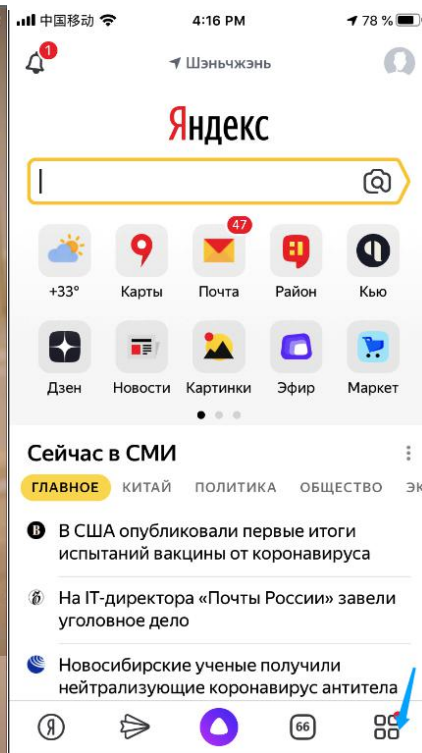 中国移动 4:16 PM 78 %
1
Шэньчжэнь
Яндекс
47
+33° Карты Почта Район Кью
Дзен Новости Картинки Эфир Маркет
Сейчас в СМИ
ГЛАВНОЕ КИТАЙ ПОЛИТИКА ОБЩЕСТВО ЭК
В США опубликовали первые итоги
испытаний вакцины от коронавируса
На IT-директора «Почты России» завели
уголовное дело
Новосибирские ученые получили
нейтрализующие коронавирус антитела
Я 66